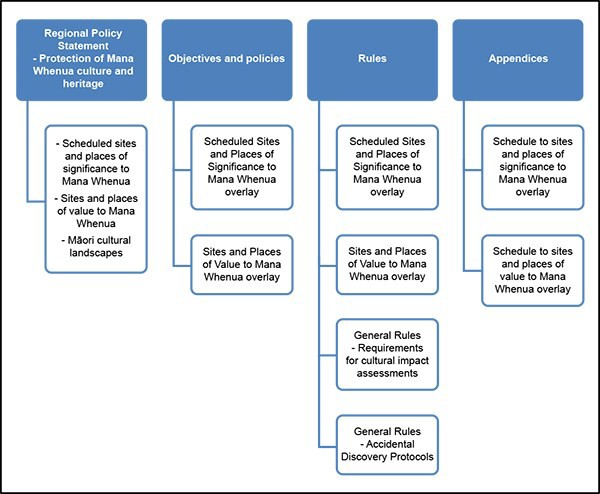 Regional Policy
Statement
- Protection of Mana
Whenua culture and
heritage
- Scheduled sites
and places of
significance to
Mana Whenua
- Sites and places
of value to Mana
Whenua
- Māori cultural
landscapes
Objectives and policies
Scheduled Sites
and Places of
Significance to
Mana Whenua
overlay
Sites and Places
of Value to Mana
Whenua overlay
Rules
Scheduled Sites
and Places of
Significance to
Mana Whenua
overlay
Sites and Places
of Value to Mana
Whenua overlay
General Rules
- Requirements
for cultural impact
assessments
General Rules
- Accidental
Discovery Protocols
Appendices
Schedule to sites
and places of
significance to
Mana Whenua
overlay
Schedule to sites
and places of
value to Mana
Whenua overlay